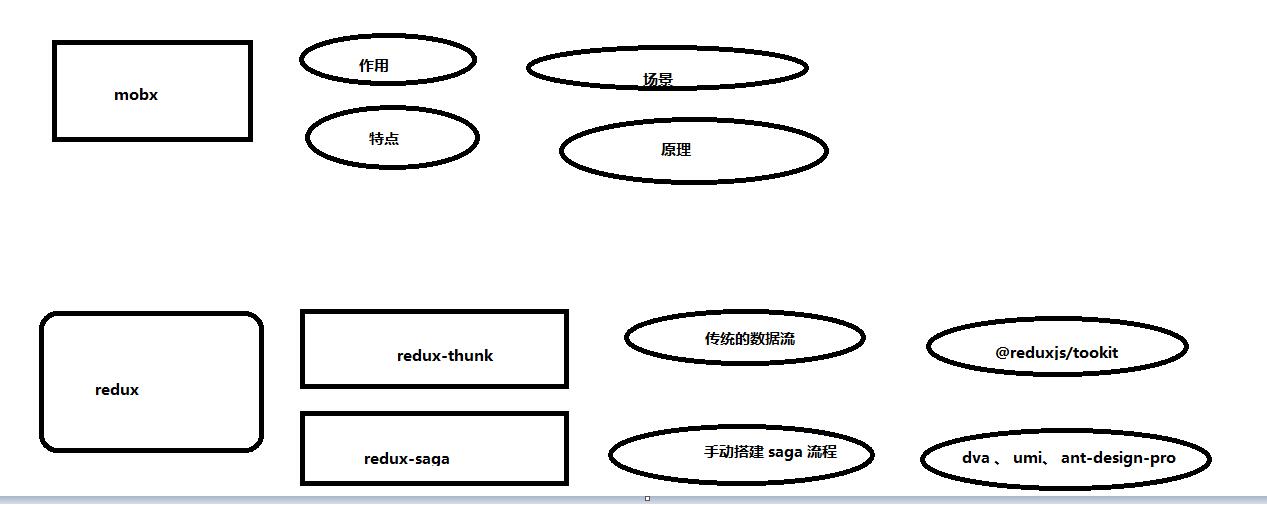 mobx
作用
场景
特点
原理
redux
redux-thunk
传统的数据流
@reduxjs/tookit
redux-saga
手动搭建 saga 流程
dva 、 umi、 ant-design-pro